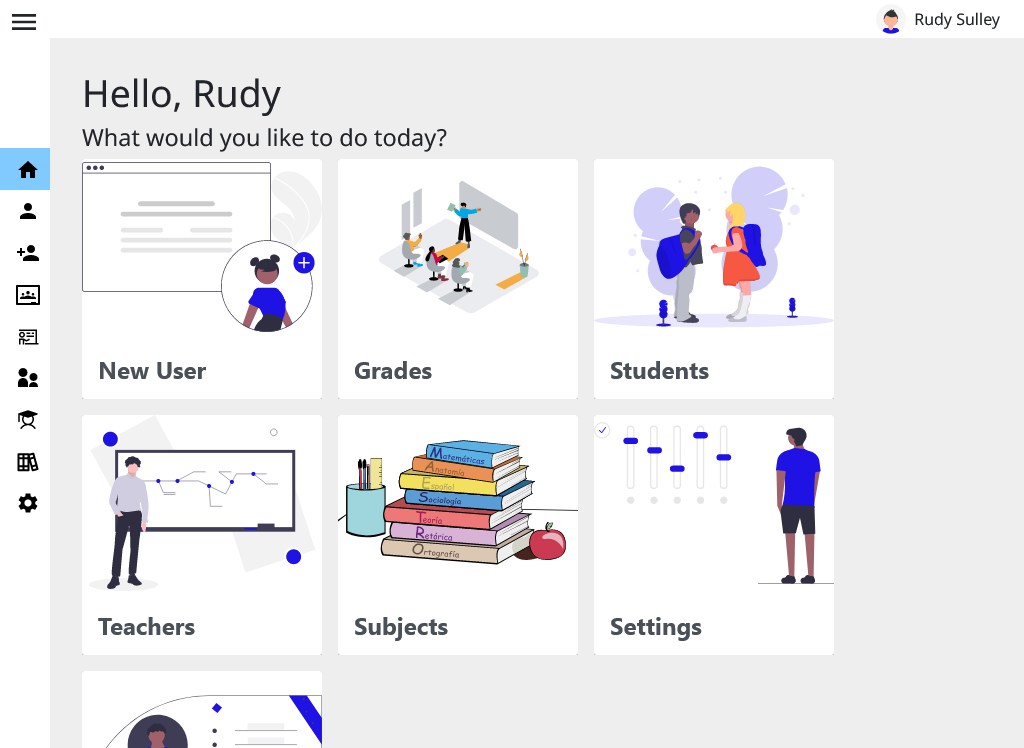 Rudy Sulley
Hello, Rudy
What would you like to do today?
New User
Grades
Students
Matemáticas
Anatomía
Español
Sociología
Teoría
Retórica
Ortografía
Teachers
Subjects
Settings